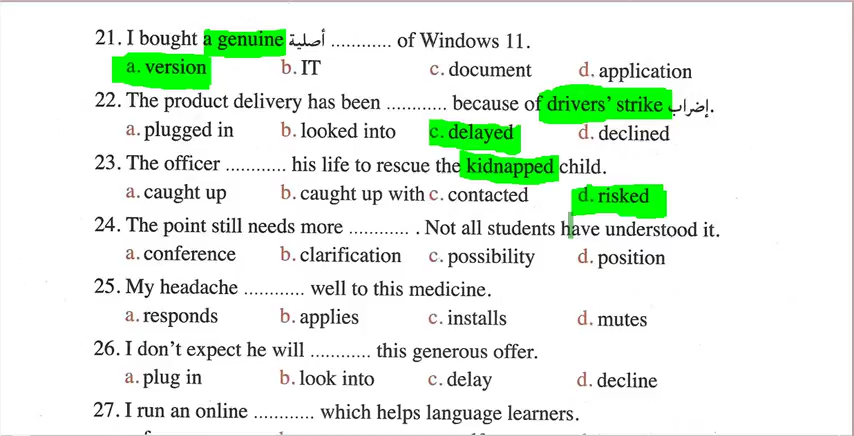 21. I bought a genuine أصلية ............ of Windows 11.
a. version b. IT c. document d. application
22. The product delivery has been ............ because of drivers' strike إضراب.
a. plugged in b. looked into c. delayed d. declined
23. The officer ............ his life to rescue the kidnapped child.
a. caught up b. caught up with c. contacted d. risked
24. The point still needs more ............ . Not all students have understood it.
a. conference b. clarification c. possibility d. position
25. My headache ............ well to this medicine.
a. responds b. applies c. installs d. mutes
26. I don't expect he will ............ this generous offer.
a. plug in b. look into c. delay d. decline
27. I run an online ............ which helps language learners.